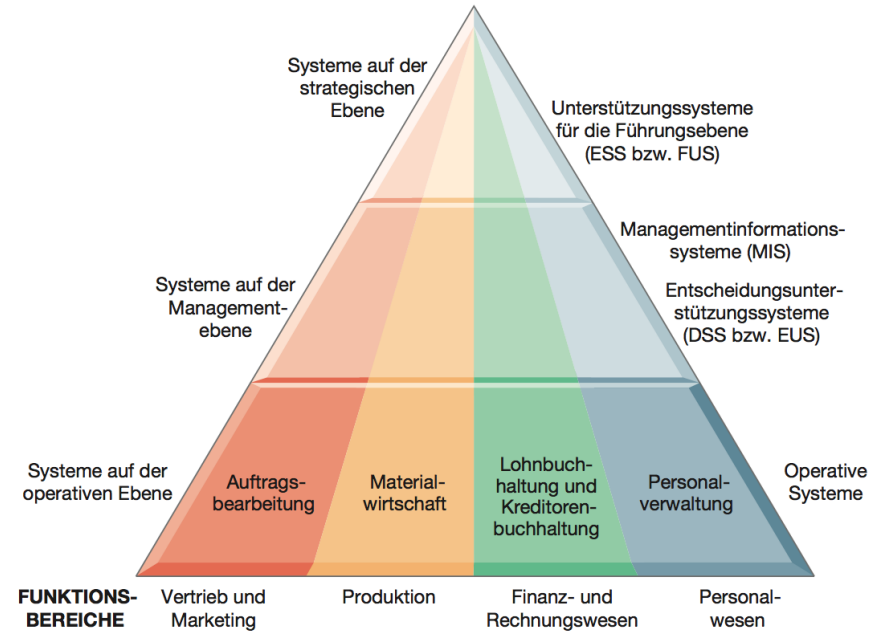 Systeme auf der
strategischen
Ebene
Unterstützungssysteme
für die Führungsebene
(ESS bzw. FUS)
Systeme auf der
Management-
ebene
Managementinformations-
systeme (MIS)
Entscheidungsunter-
stützungssysteme
(DSS bzw. EUS)
Systeme auf der
operativen Ebene
Auftrags-
bearbeitung
Material-
wirtschaft
Lohnbuch-
haltung und
Kreditoren-
buchhaltung
Personal-
verwaltung
Operative
Systeme
FUNKTIONS-
BEREICHE
Vertrieb und
Marketing
Produktion
Finanz- und
Rechnungswesen
Personal-
wesen